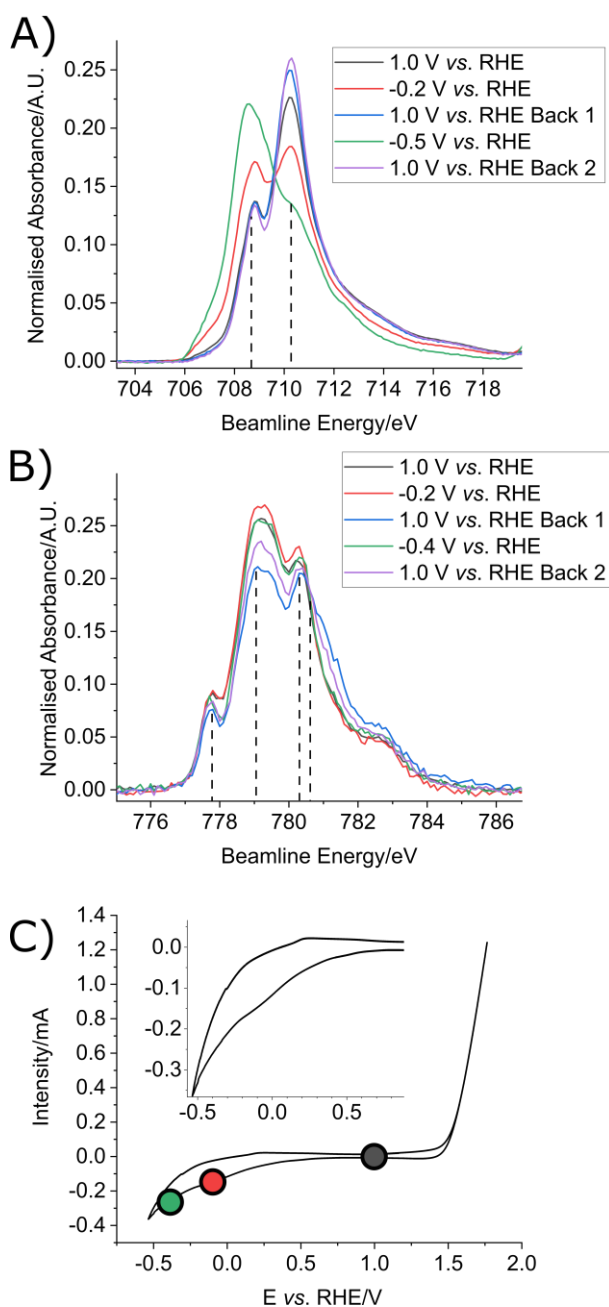 A)
Normalised Absorbance/A.U.
0.25
0.20
0.15
0.10
0.05
0.00
1.0 V vs. RHE
-0.2 V vs. RHE
1.0 V vs. RHE Back 1
-0.5 V vs. RHE
1.0 V vs. RHE Back 2
704 706 708 710 712 714 716 718
Beamline Energy/eV
B)
Normalised Absorbance/A.U.
0.25
0.20
0.15
0.10
0.05
0.00
1.0 V vs. RHE
-0.2 V vs. RHE
1.0 V vs. RHE Back 1
-0.4 V vs. RHE
1.0 V vs. RHE Back 2
776 778 780 782 784 786
Beamline Energy/eV
C)
Intensity/mA
1.4
1.2
1.0
0.8
0.6
0.4
0.2
0.0
-0.2
-0.4
0.0
-0.1
-0.2
-0.3
-0.5 0.0 0.5
-0.5 0.0 0.5 1.0 1.5 2.0
E vs. RHE/V